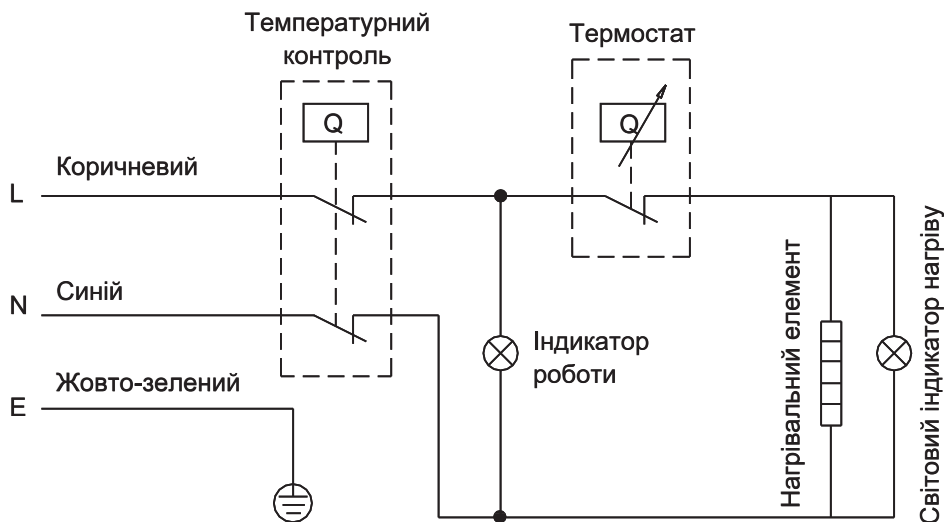 Температурний
контроль
Термостат
Q
Q
Коричневий
L
Синій
N
Індикатор
роботи
Жовто-зелений
E
Нагрівальний елемент
Світовий індикатор нагріву